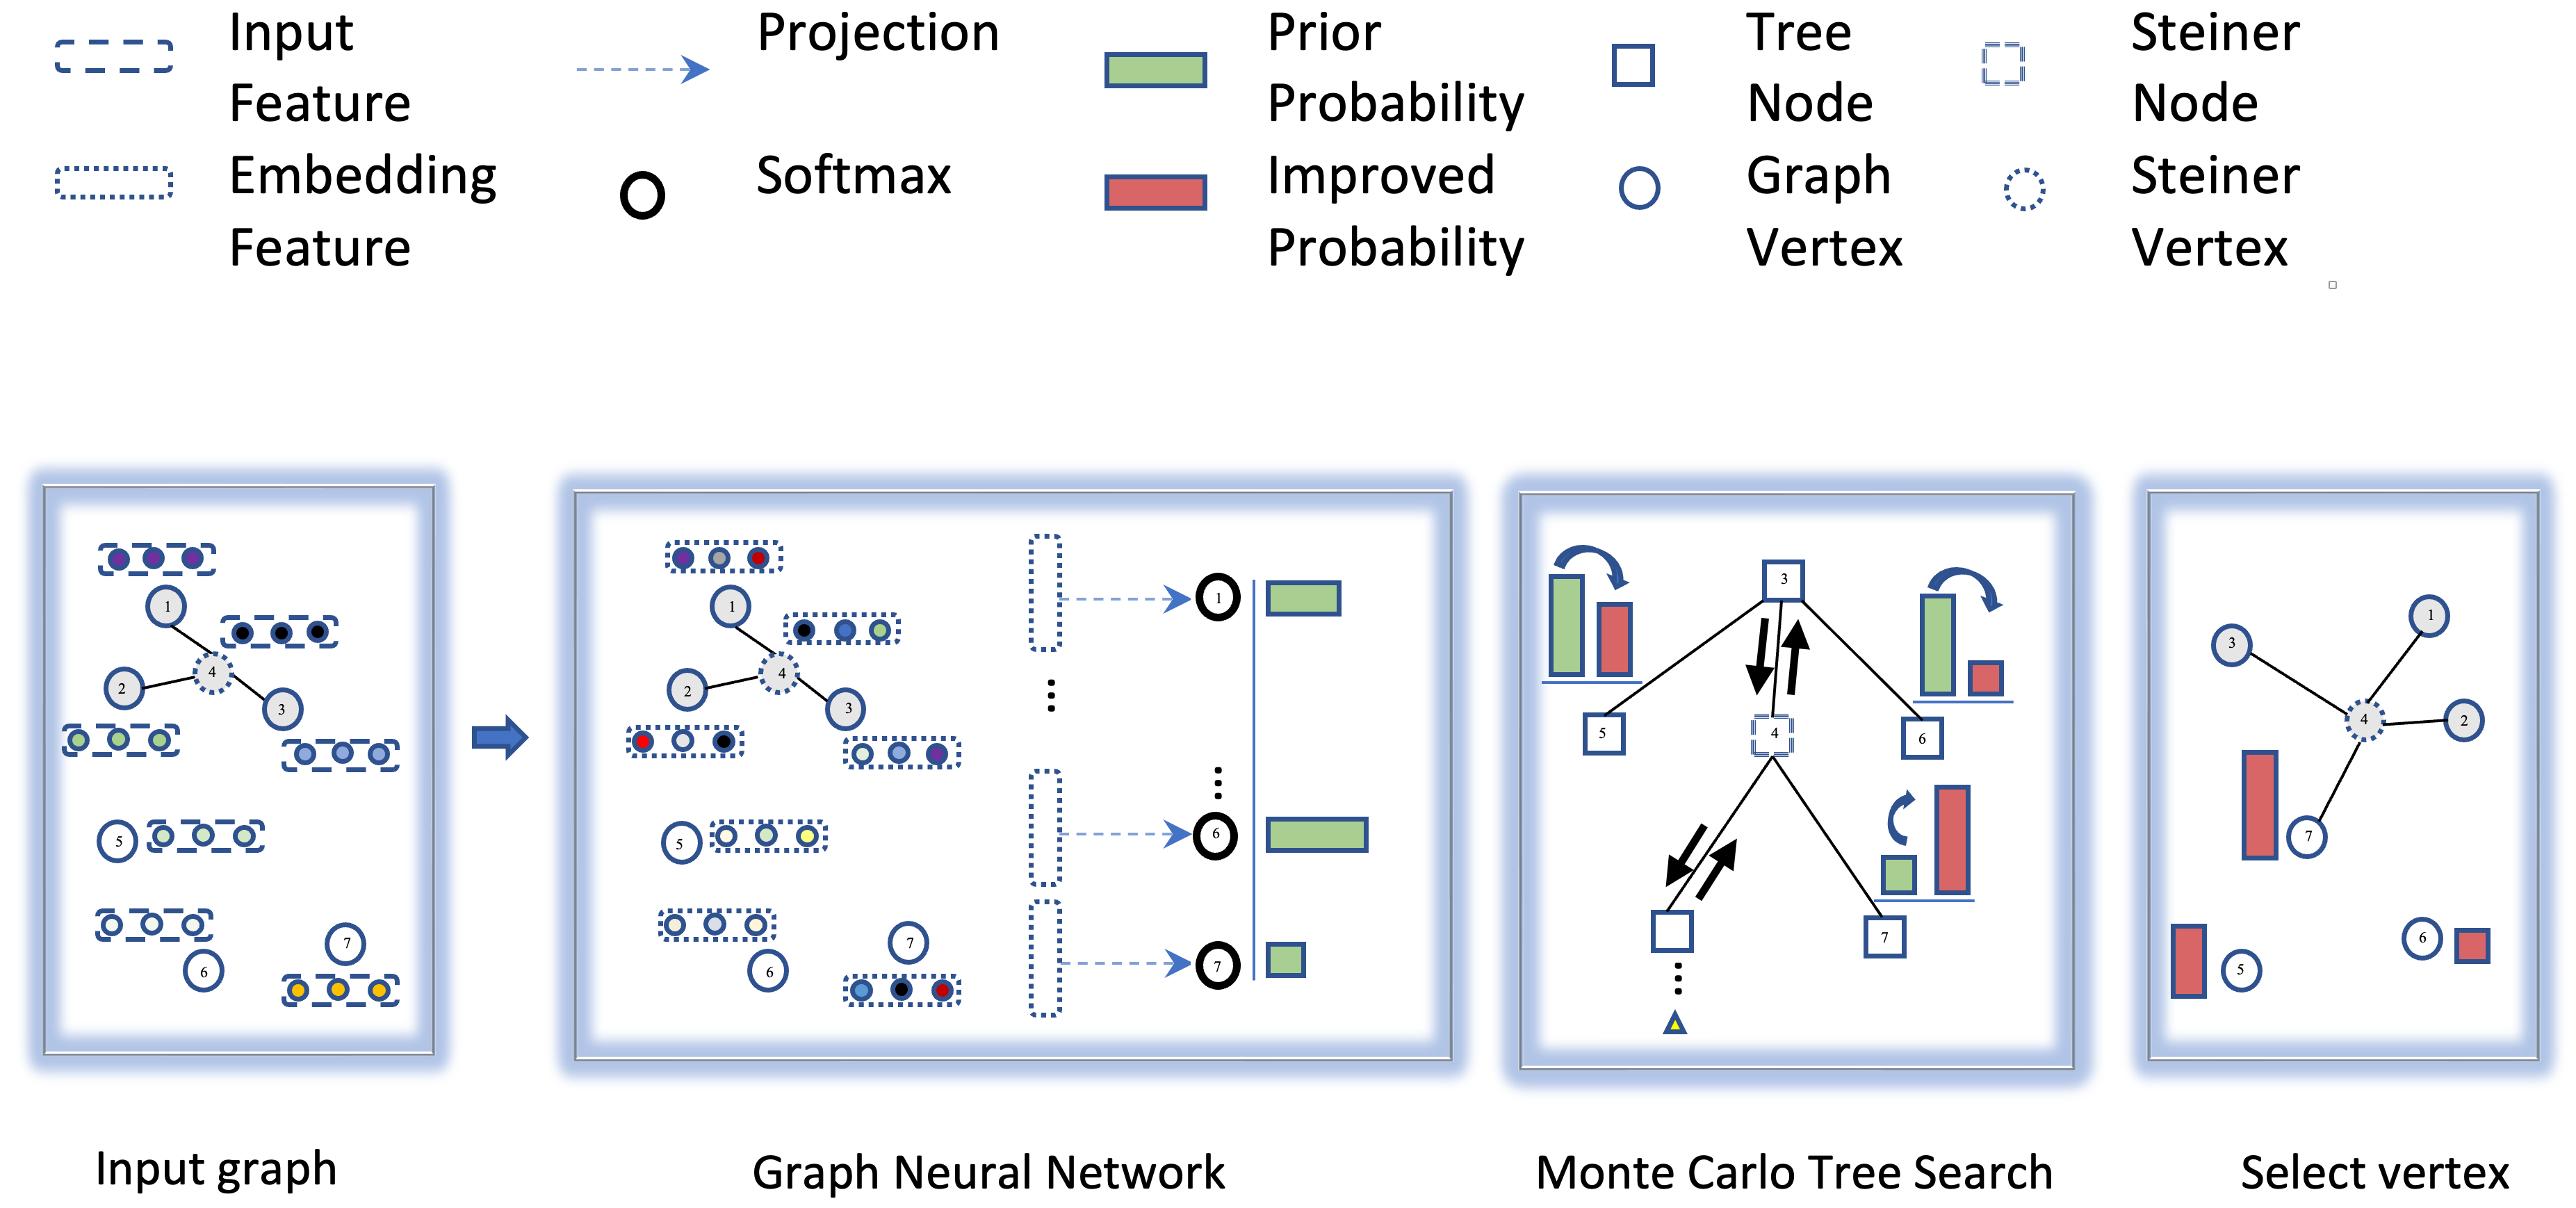 Input
Feature
Projection
Prior
Probability
Tree
Node
Steiner
Node
Embedding
Feature
Softmax
Improved
Probability
Graph
Vertex
Steiner
Vertex
1
4
2
3
5
6
7
Input graph
1
4
2
3
5
6
7
1
6
7
Graph Neural Network
3
5
4
6
7
Monte Carlo Tree Search
1
3
4
2
7
6
5
Select vertex